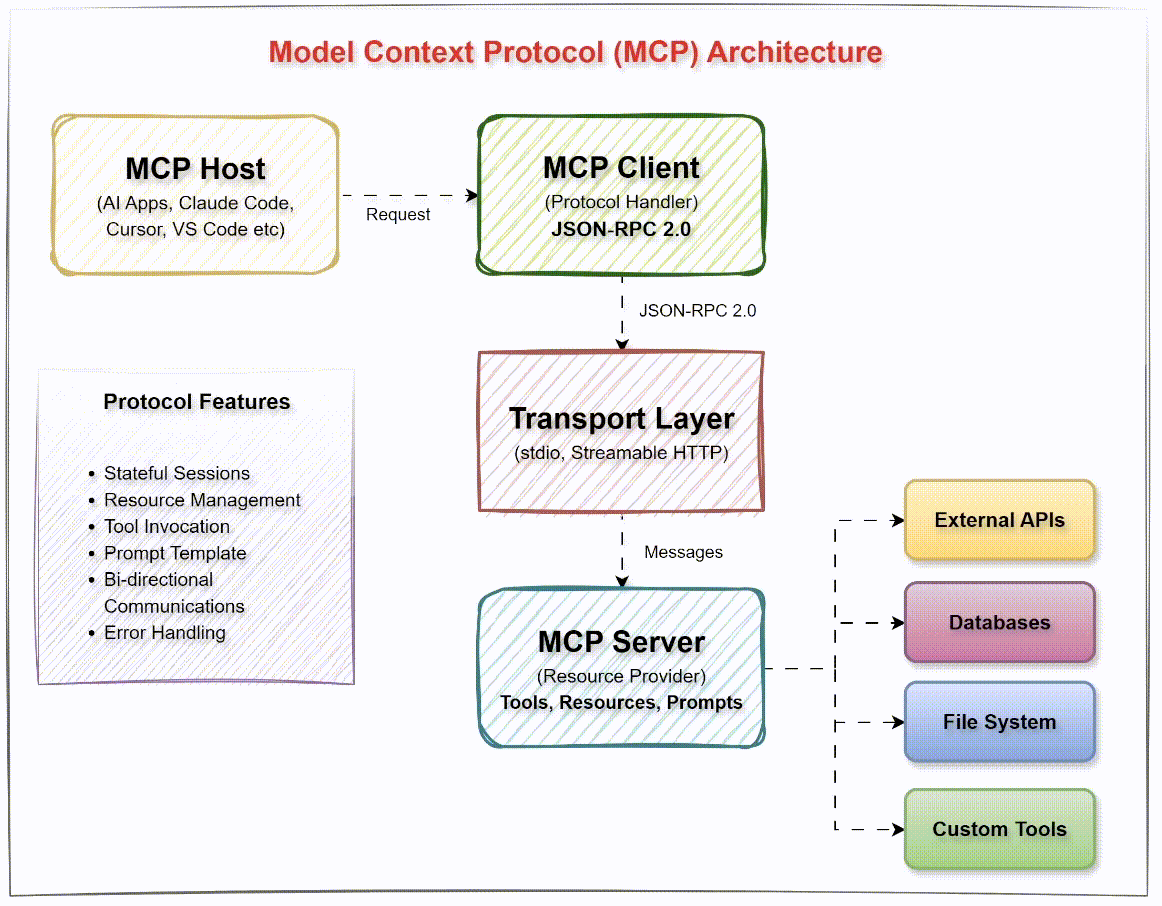 Model Context Protocol (MCP) Architecture
MCP Host
(AI Apps, Claude Code,
Cursor, VS Code etc)
Request
MCP Client
(Protocol Handler)
JSON-RPC 2.0
JSON-RPC 2.0
Transport Layer
(stdio, Streamable HTTP)
Messages
MCP Server
(Resource Provider)
Tools, Resources, Prompts
External APIs
Databases
File System
Custom Tools
Protocol Features
• Stateful Sessions
• Resource Management
• Tool Invocation
• Prompt Template
• Bi-directional
Communications
• Error Handling